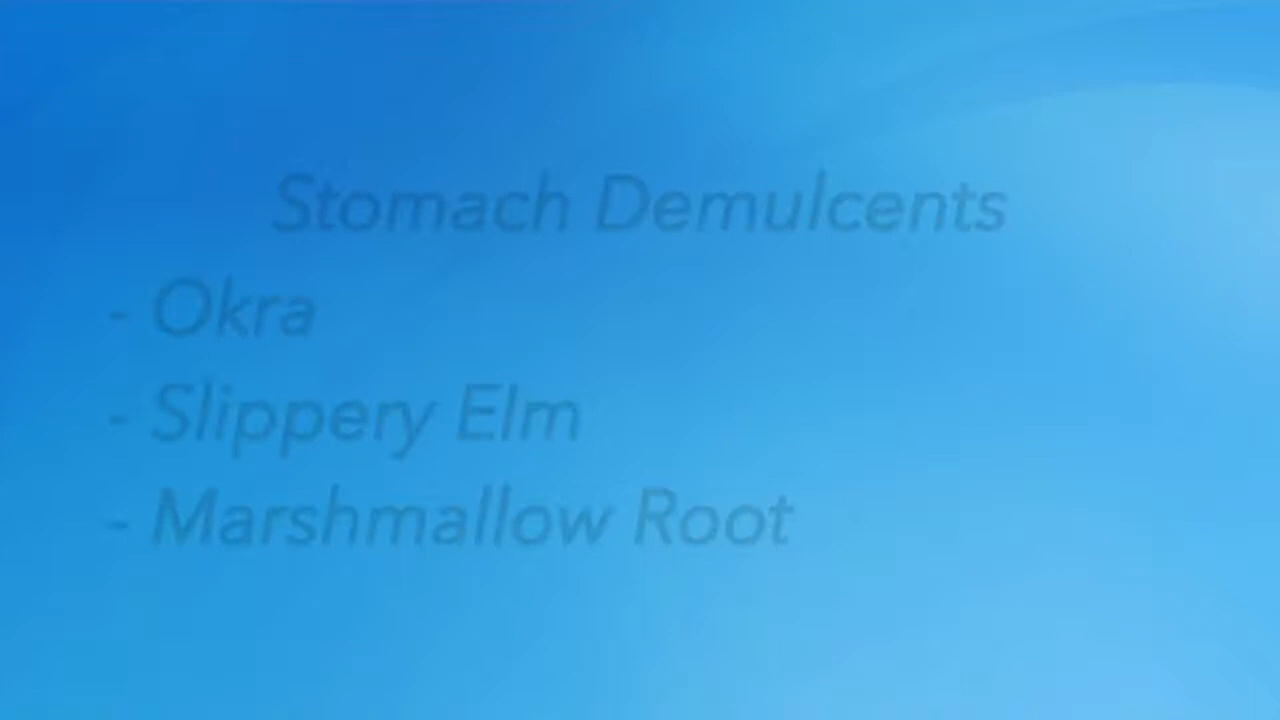 Stomach Demulcents
- Okra
- Slippery Elm
- Marshmallow Root